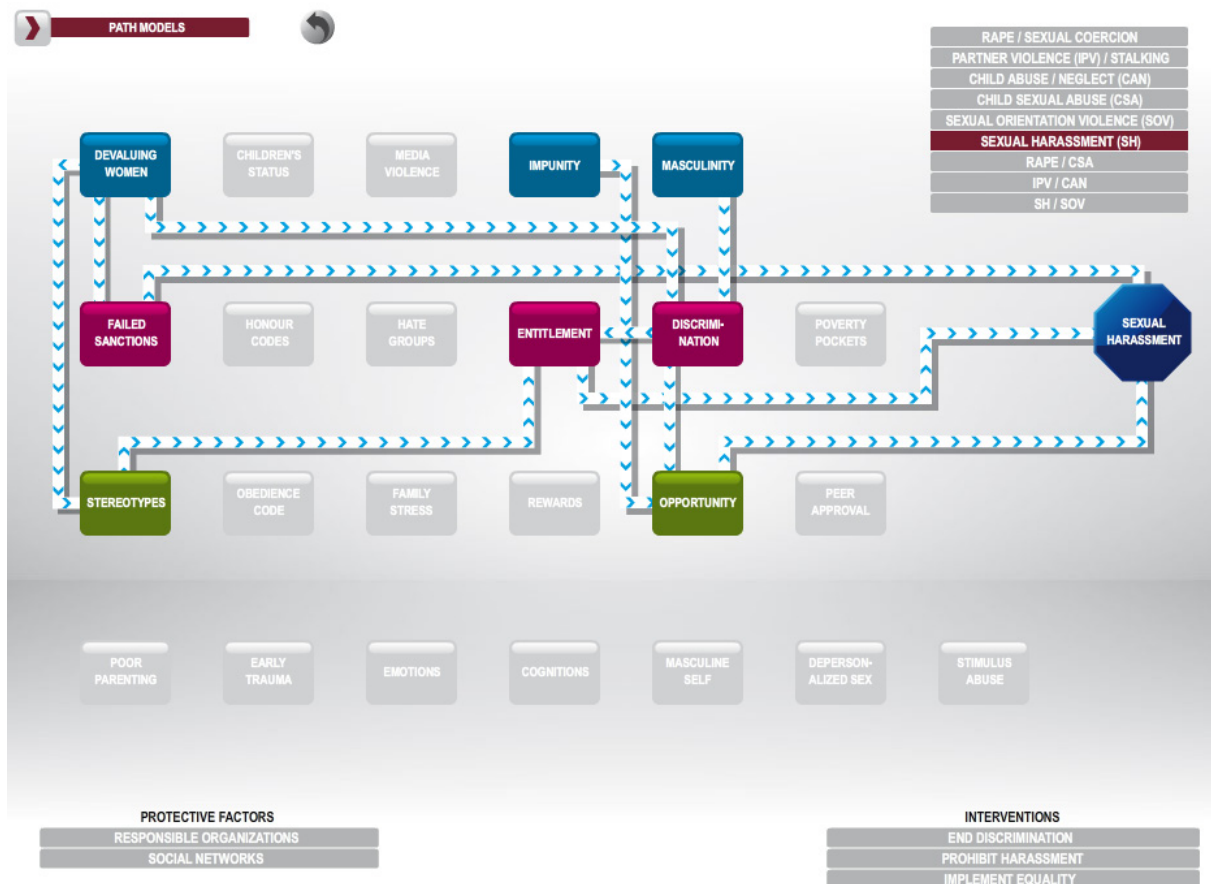 PATH MODELS
RAPE / SEXUAL COERCION
PARTNER VIOLENCE (IPV) / STALKING
CHILD ABUSE / NEGLECT (CAN)
CHILD SEXUAL ABUSE (CSA)
SEXUAL ORIENTATION VIOLENCE (SOV)
SEXUAL HARASSMENT (SH)
RAPE / CSA
IPV / CAN
SH / SOV
DEVALUING
WOMEN
CHILDREN'S
STATUS
MEDIA
VIOLENCE
IMPUNITY
MASCULINITY
FAILED
SANCTIONS
HONOUR
CODES
HATE
GROUPS
ENTITLEMENT
DISCRIMI-
NATION
POVERTY
POCKETS
SEXUAL
HARASSMENT
STEREOTYPES
OBEDIENCE
CODE
FAMILY
STRESS
REWARDS
OPPORTUNITY
PEER
APPROVAL
POOR
PARENTING
EARLY
TRAUMA
EMOTIONS
COGNITIONS
MASCULINE
SELF
DEPERSON-
ALIZED SEX
STIMULUS
ABUSE
PROTECTIVE FACTORS
RESPONSIBLE ORGANIZATIONS
SOCIAL NETWORKS
INTERVENTIONS
END DISCRIMINATION
PROHIBIT HARASSMENT
IMPLEMENT EQUALITY